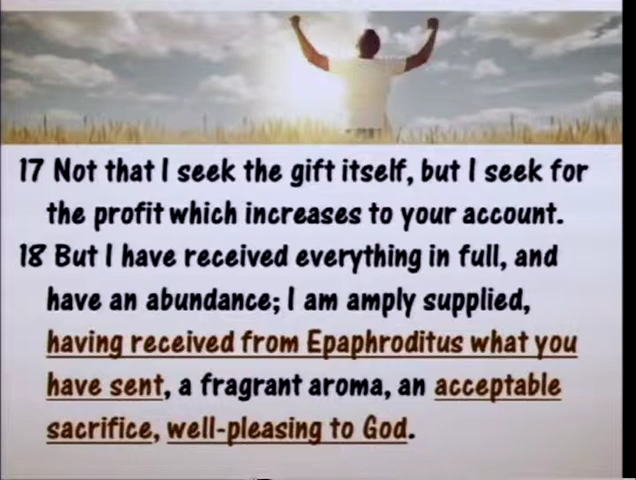 17 Not that I seek the gift itself, but I seek for
the profit which increases to your account.
18 But I have received everything in full, and
have an abundance; I am amply supplied,
having received from Epaphroditus what you
have sent, a fragrant aroma, an acceptable
sacrifice, well-pleasing to God.